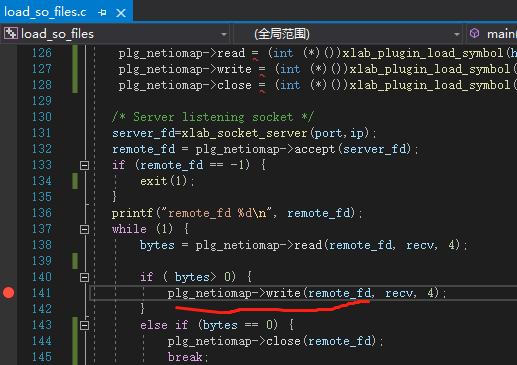 load_so_files.c
load_so_files (全局范围) main(
126 plg_netiomap->read = (int (*)())xlab_plugin_load_symbol(h
127 plg_netiomap->write = (int (*)())xlab_plugin_load_symbol(
128 plg_netiomap->close = (int (*)())xlab_plugin_load_symbol(
129
130 /* Server listening socket */
131 server_fd=xlab_socket_server(port,ip);
132 remote_fd = plg_netiomap->accept(server_fd);
133 if (remote_fd == -1) {
134 exit(1);
135 }
136 printf("remote_fd %d\n", remote_fd);
137 while (1) {
138 bytes = plg_netiomap->read(remote_fd, recv, 4);
139
140 if ( bytes> 0) {
141 plg_netiomap->write(remote_fd, recv, 4);
142 }
143 else if (bytes == 0) {
144 plg_netiomap->close(remote_fd);
145 break;